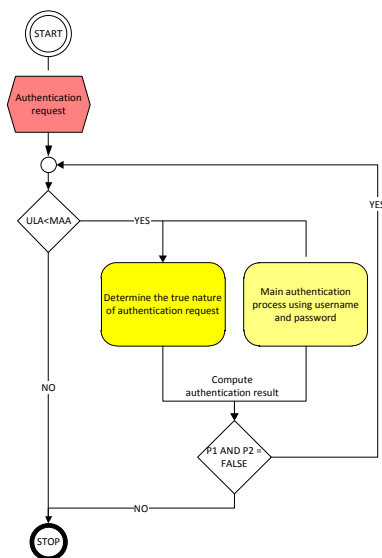 START
Authentication
request
ULA<MAA
YES
YES
Determine the true nature
of authentication request
Main authentication
process using username
and password
Compute
authentication result
NO
P1 AND P2 =
FALSE
NO
STOP